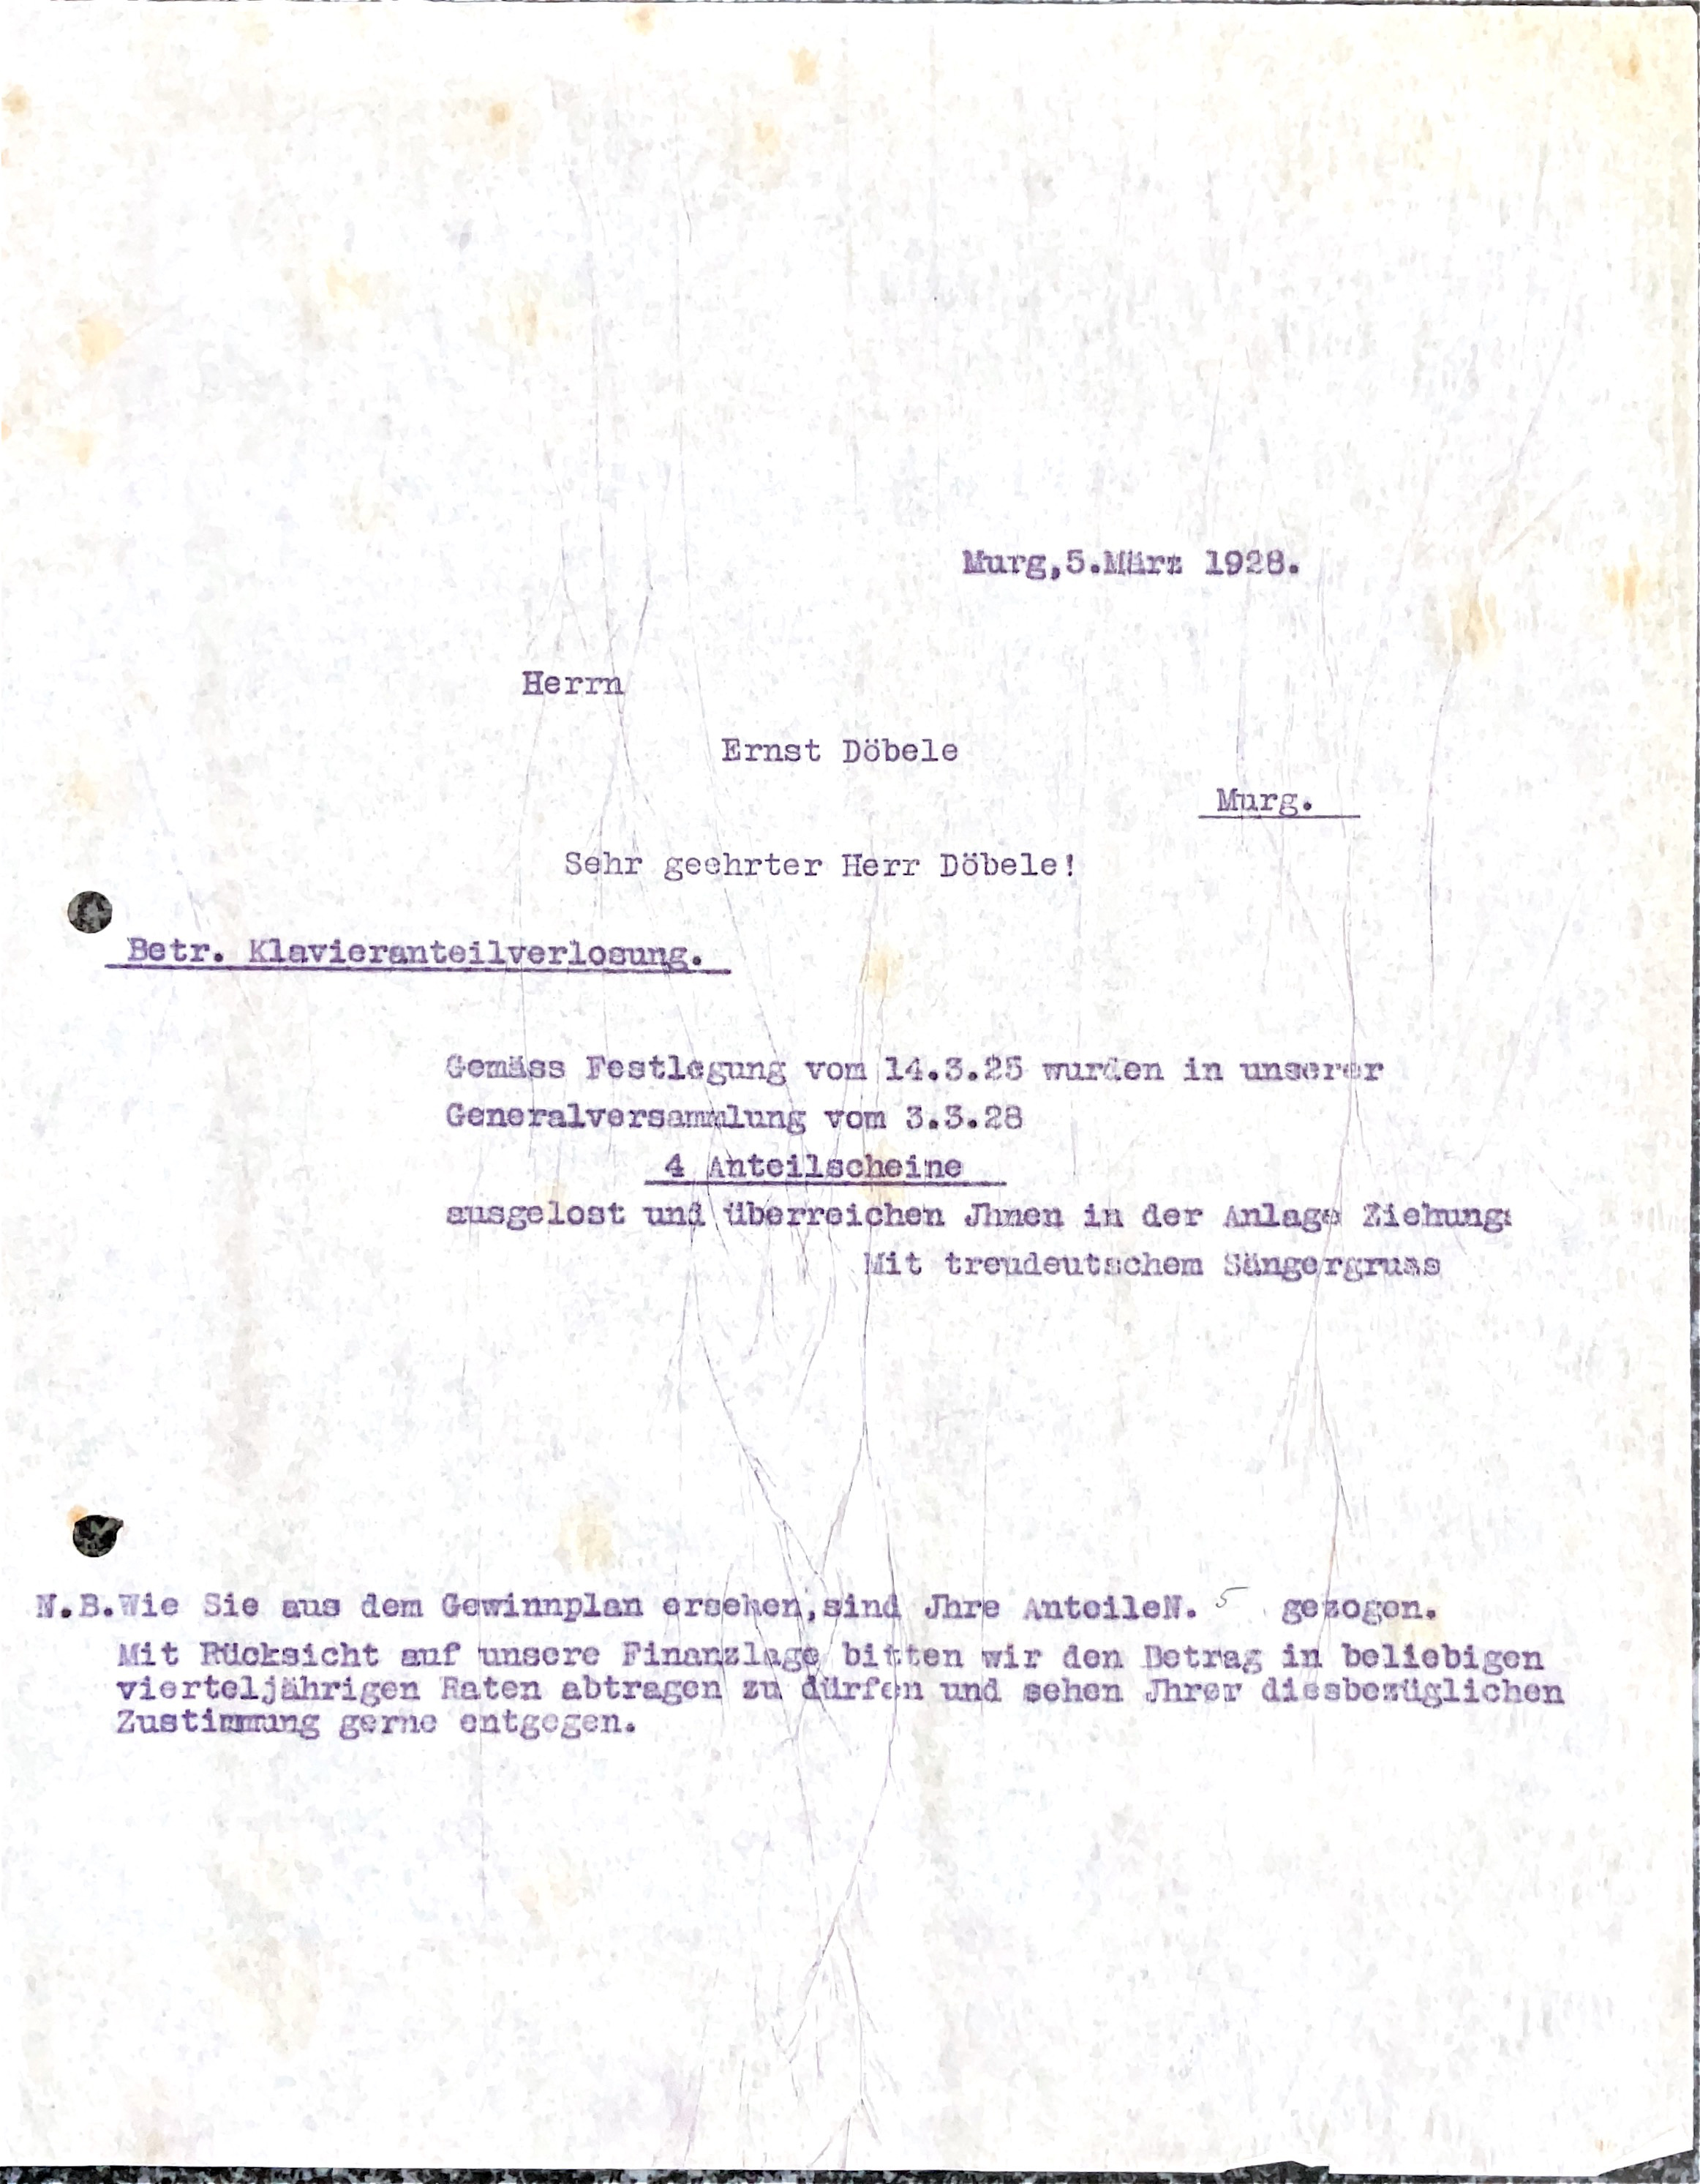 Murg,5.März 1928.
Herrn
Ernst Döbele
Murg.
Sehr geehrter Herr Döbele!
Betr. Klavieranteilverlosung.
Gemäss Festlegung vom 14.3.25 wurden in unserer
Generalversammlung vom 3.3.28
4 Anteilscheine
ausgelost und überreichen Jhnen in der Anlage Ziehungs
Mit treudeutschem Sängergruss
N.B.Wie Sie aus dem Gewinnplan ersehen,sind Jhre AnteileN. 5 gezogen.
Mit Rücksicht auf unsere Finanzlage bitten wir den Betrag in beliebigen
vierteljährigen Raten abtragen zu dürfen und sehen Jhrer diesbezüglichen
Zustimmung gerne entgegen.